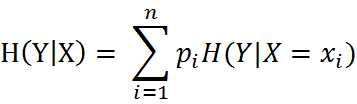 H(Y|X) = ∑_{i=1}^{n} p_i H(Y|X = x_i)